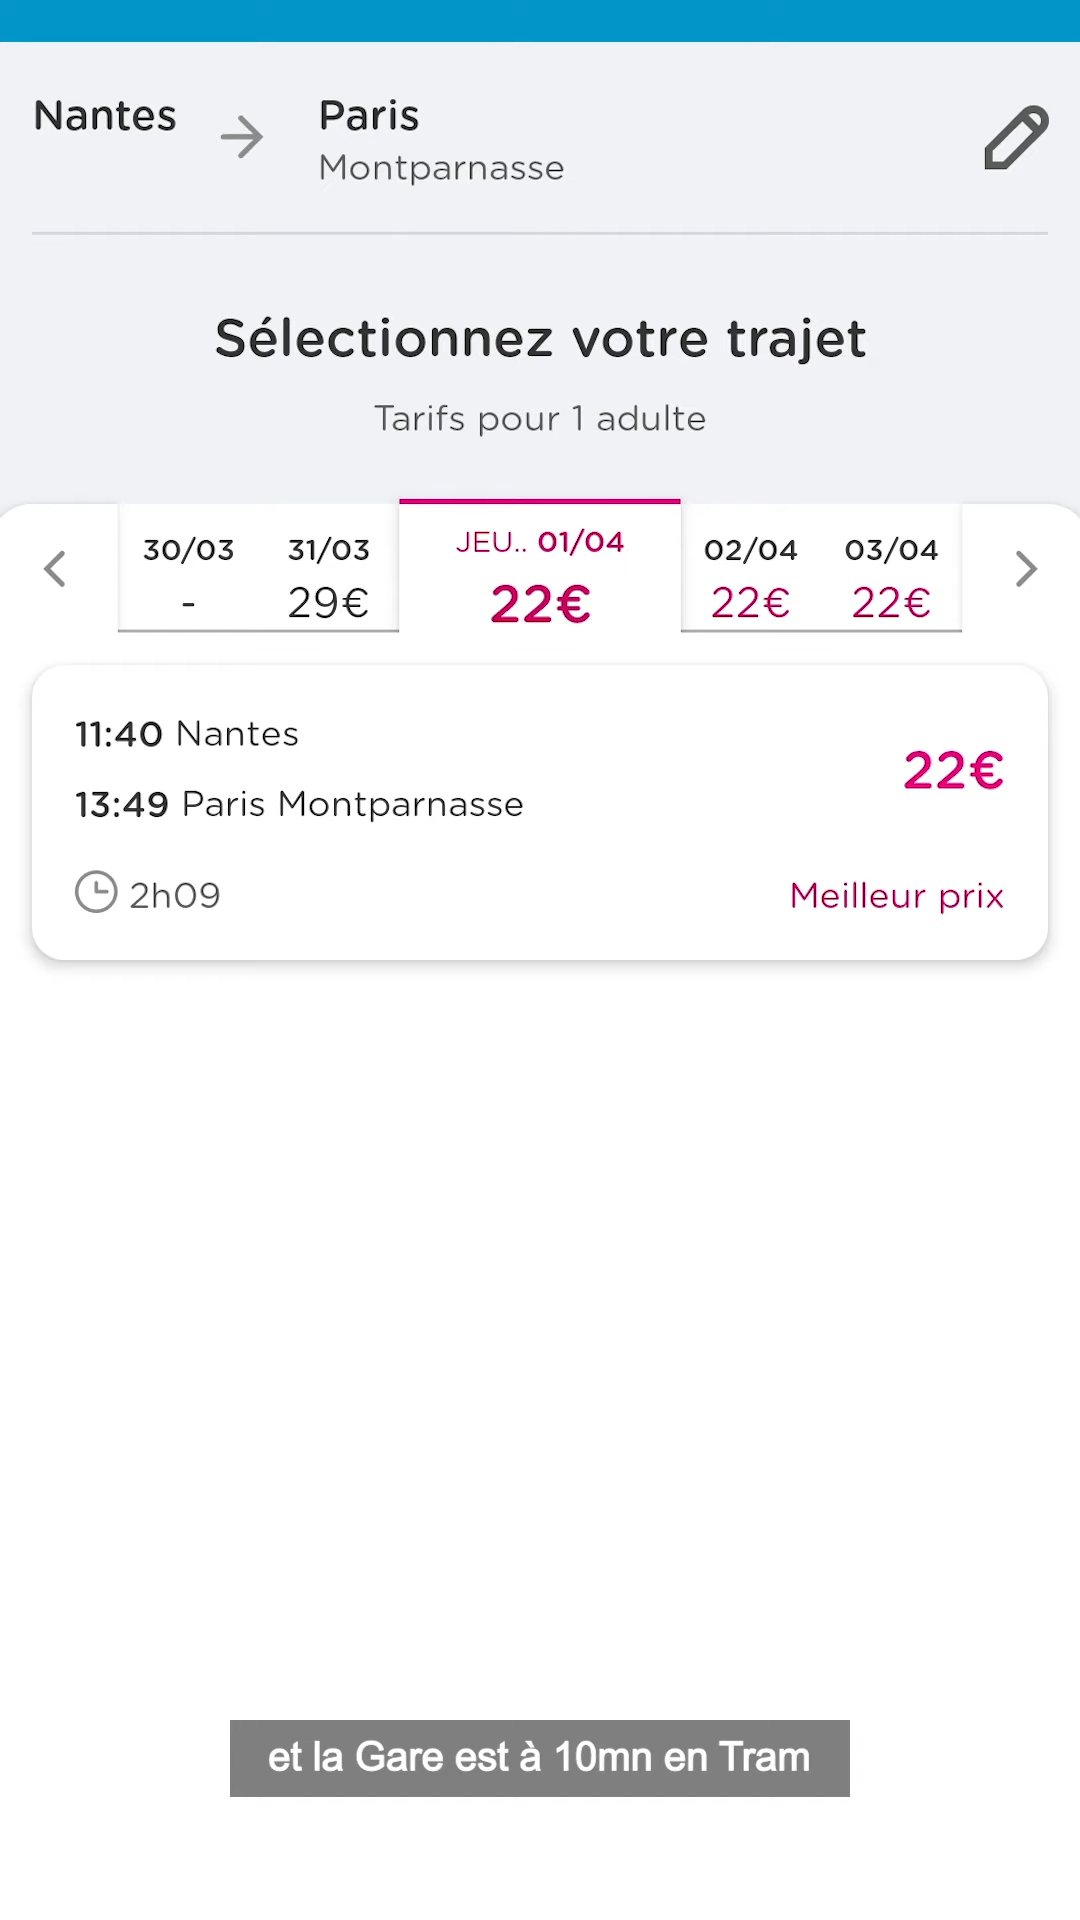 Nantes
Paris
Montparnasse
Sélectionnez votre trajet
Tarifs pour 1 adulte
30/03
-
31/03
29€
JEU.. 01/04
22€
02/04
22€
03/04
22€
11:40 Nantes
13:49 Paris Montparnasse
22€
2h09
Meilleur prix
et la Gare est à 10mn en Tram